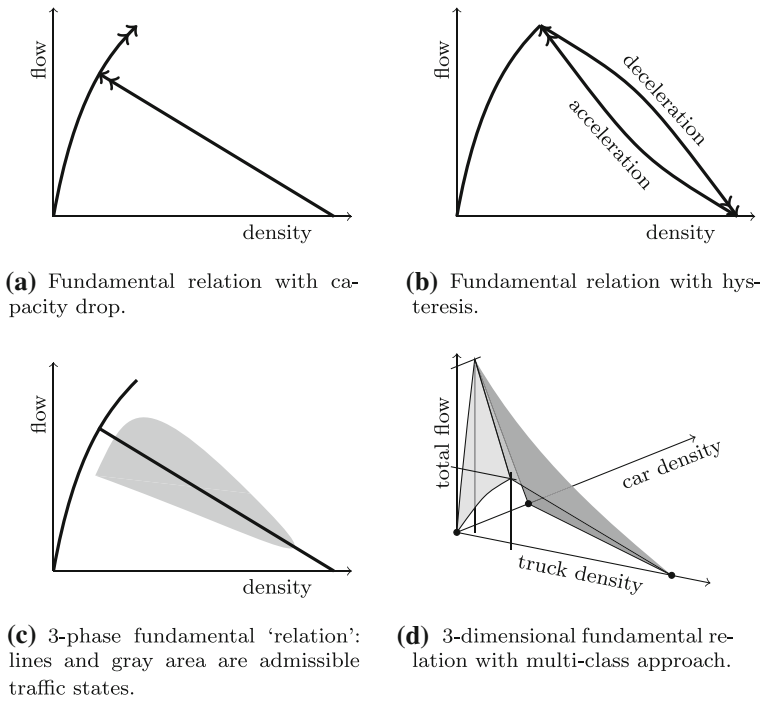 flow
density
(a) Fundamental relation with ca-
pacity drop.
flow
deceleration
acceleration
density
(b) Fundamental relation with hys-
teresis.
flow
density
(c) 3-phase fundamental ‘relation’:
lines and gray area are admissible
traffic states.
total flow
car density
truck density
(d) 3-dimensional fundamental re-
lation with multi-class approach.